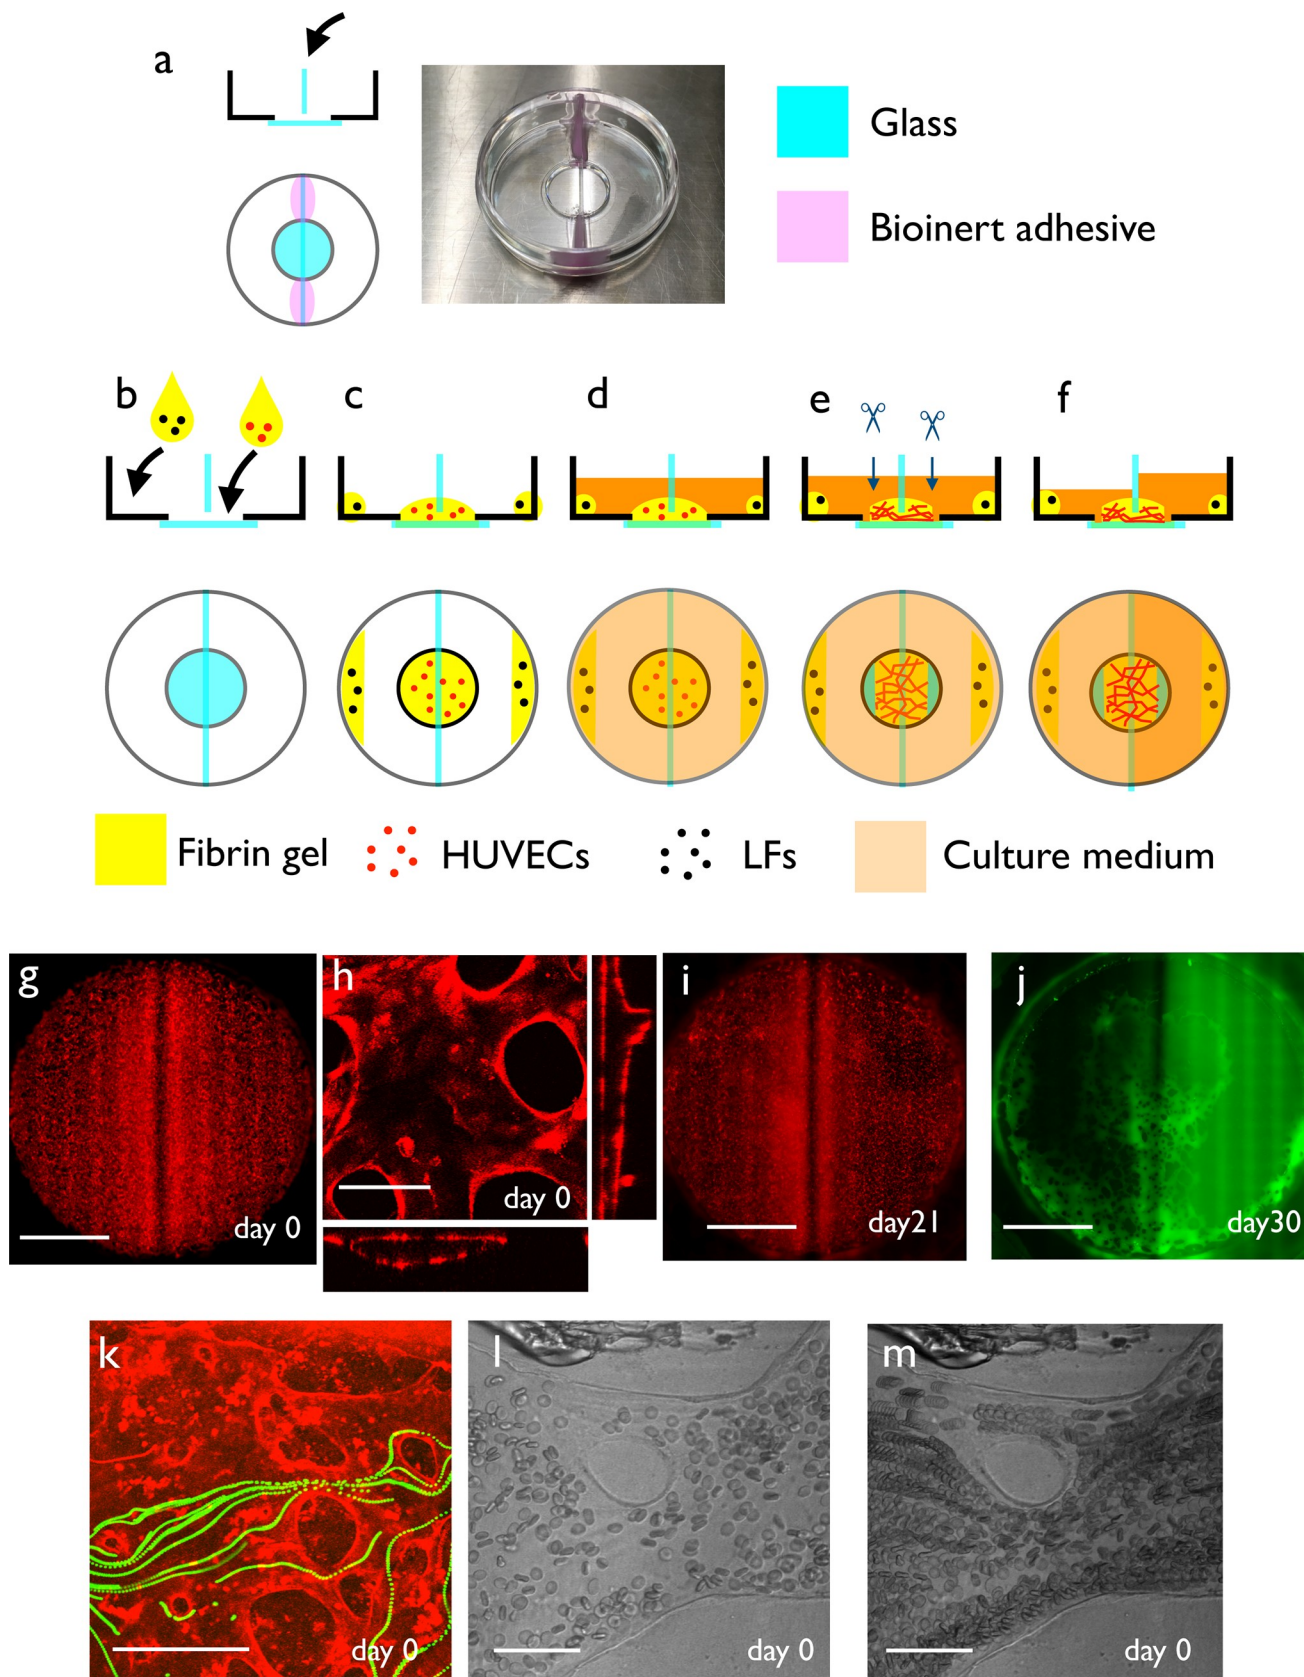 a
Glass
Bioinert adhesive
b
c
d
e
f
Fibrin gel
HUVECs
LFs
Culture medium
g
day 0
h
day 0
i
day21
j
day30
k
day 0
l
day 0
m
day 0